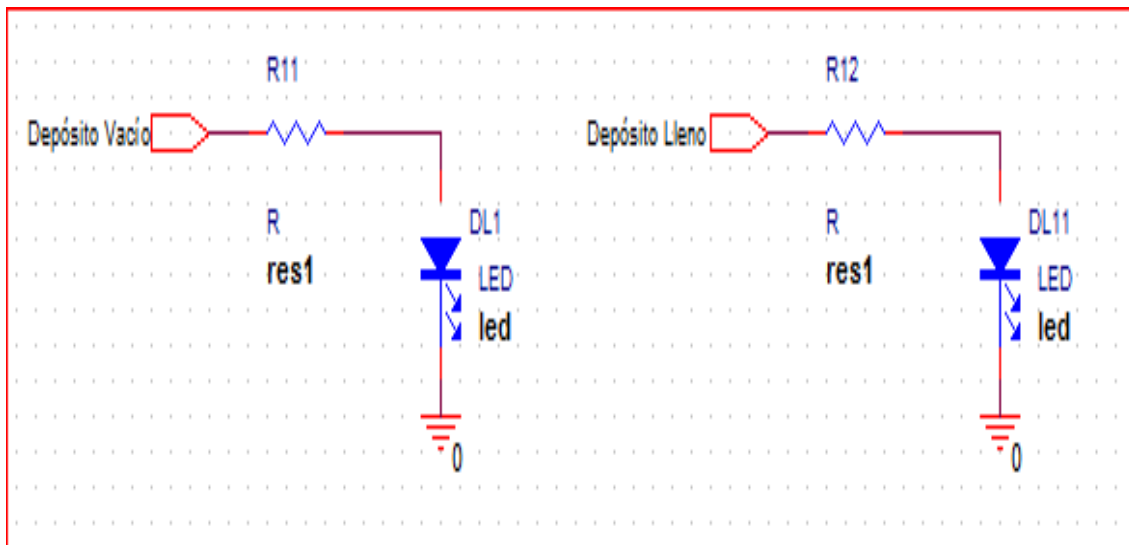 R11
Depósito Vacío
R
res1
DL1
LED
led
0
R12
Depósito Lleno
R
res1
DL11
LED
led
0